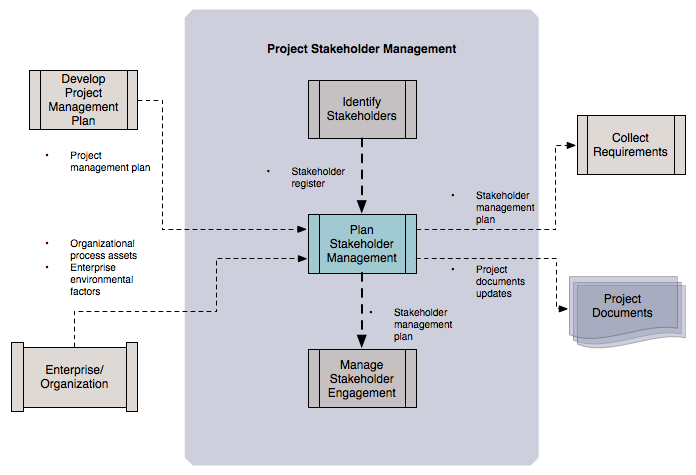 Project Stakeholder Management
Develop
Project
Management
Plan
Identify
Stakeholders
Collect
Requirements
• Project
management plan
• Stakeholder
register
• Stakeholder
management
plan
Plan
Stakeholder
Management
• Organizational
process assets
• Enterprise
environmental
factors
• Project
documents
updates
Project
Documents
• Stakeholder
management
plan
Enterprise/
Organization
Manage
Stakeholder
Engagement